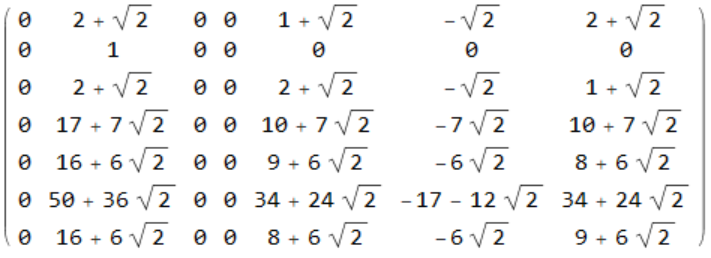 0 2 + √2 0 0 1 + √2 -√2 2 + √2
0 1 0 0 0 0 0
0 2 + √2 0 0 2 + √2 -√2 1 + √2
0 17 + 7 √2 0 0 10 + 7 √2 -7 √2 10 + 7 √2
0 16 + 6 √2 0 0 9 + 6 √2 -6 √2 8 + 6 √2
0 50 + 36 √2 0 0 34 + 24 √2 -17 - 12 √2 34 + 24 √2
0 16 + 6 √2 0 0 8 + 6 √2 -6 √2 9 + 6 √2